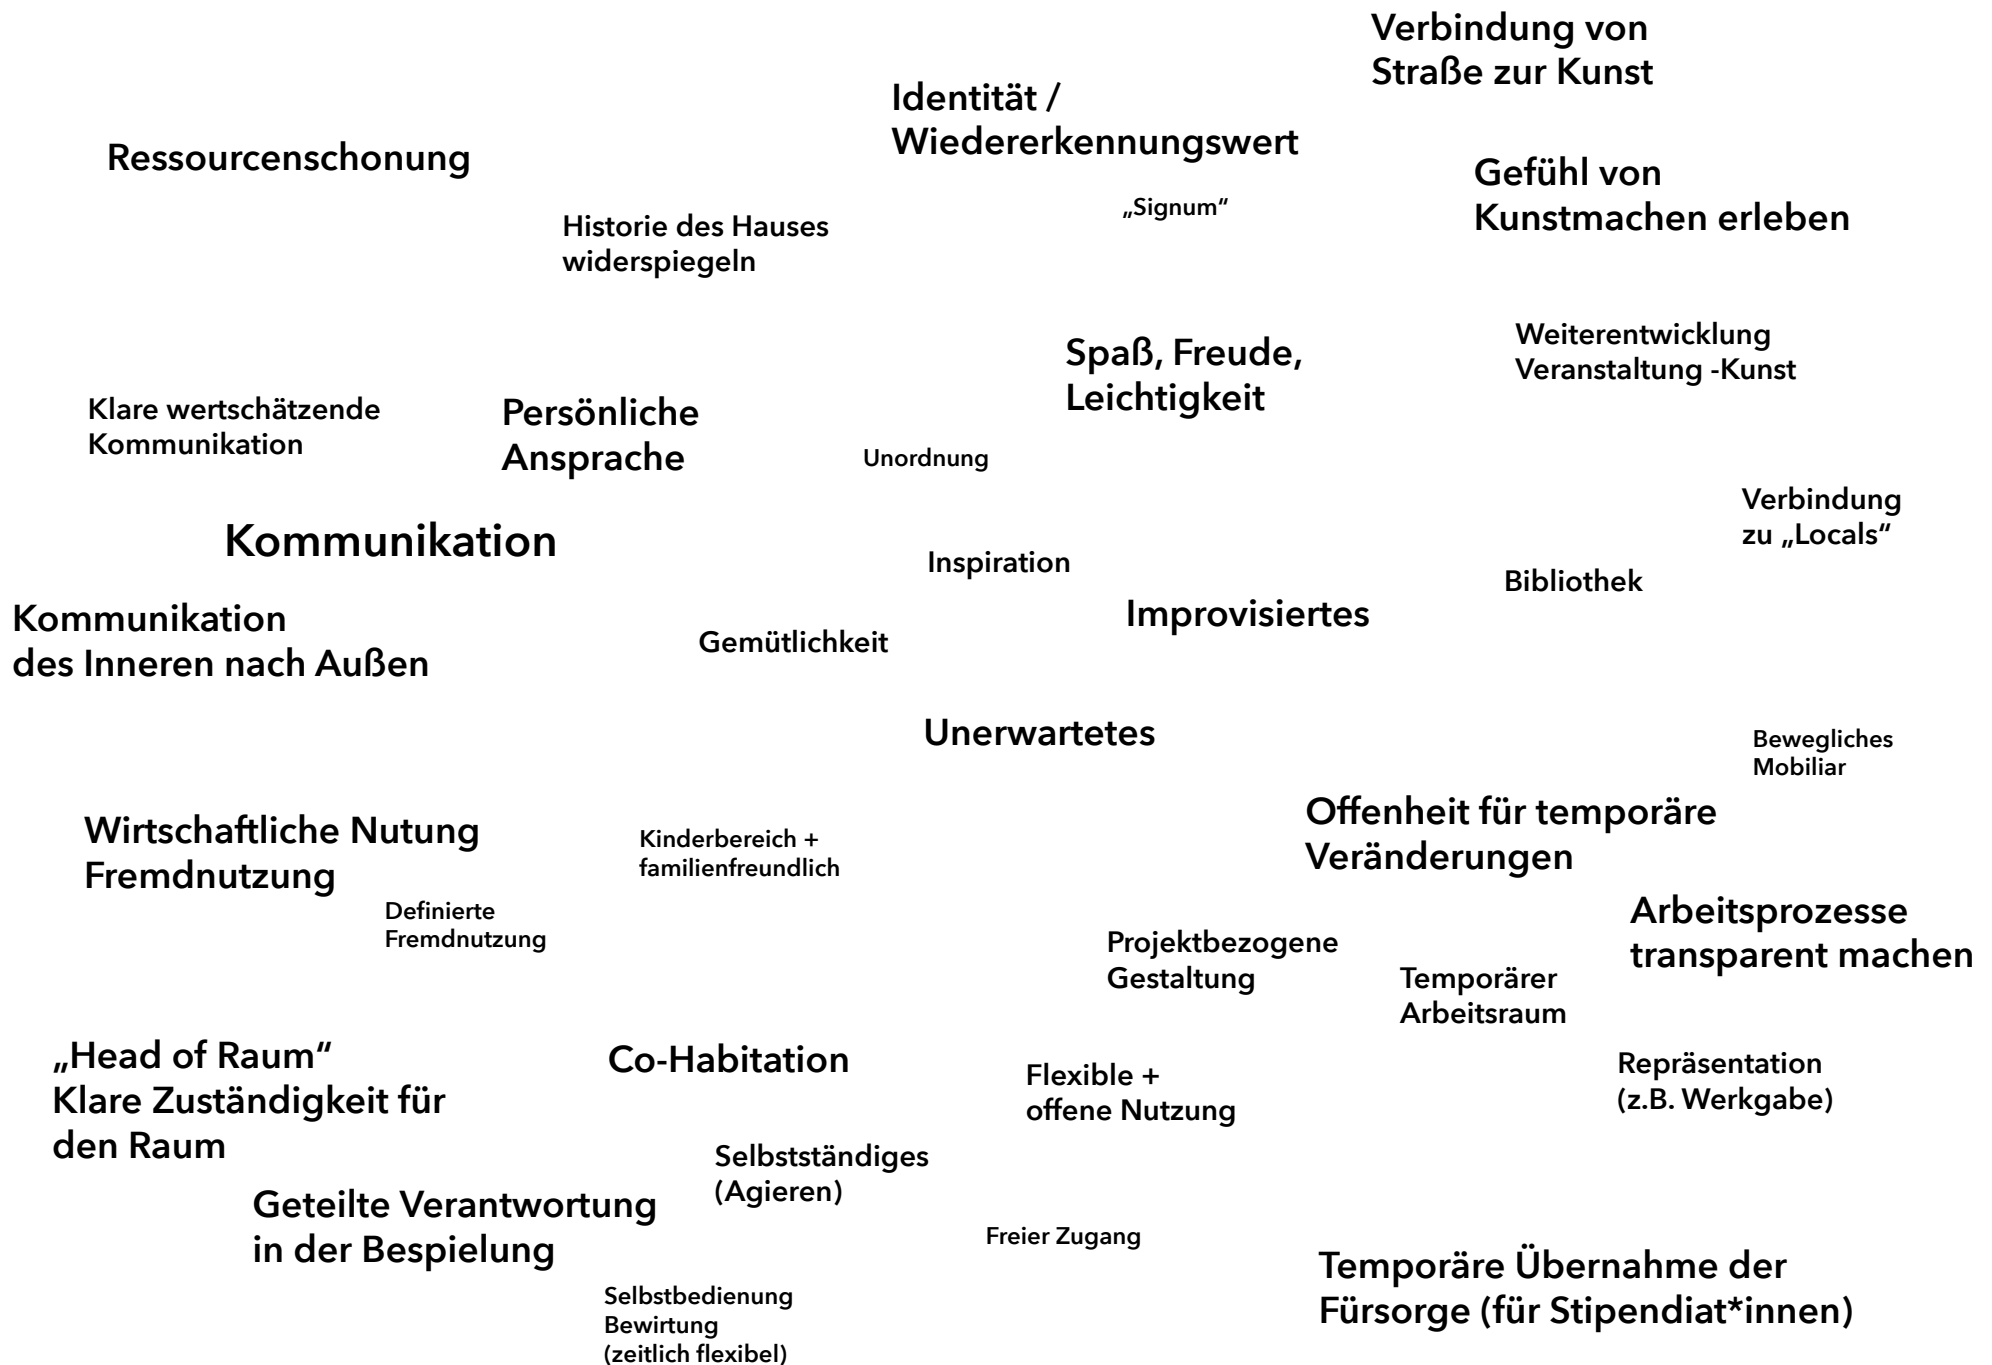 Verbindung von
Straße zur Kunst
Identität /
Wiedererkennungswert
Ressourcenschonung
Gefühl von
Kunstmachen erleben
„Signum“
Historie des Hauses
widerspiegeln
Spaß, Freude,
Leichtigkeit
Weiterentwicklung
Veranstaltung -Kunst
Klare wertschätzende
Kommunikation
Persönliche
Ansprache
Unordnung
Verbindung
zu „Locals“
Kommunikation
Inspiration
Bibliothek
Kommunikation
des Inneren nach Außen
Improvisiertes
Gemütlichkeit
Unerwartetes
Bewegliches
Mobiliar
Offenheit für temporäre
Veränderungen
Wirtschaftliche Nutung
Fremdnutzung
Kinderbereich +
familienfreundlich
Definierte
Fremdnutzung
Arbeitsprozesse
transparent machen
Projektbezogene
Gestaltung
Temporärer
Arbeitsraum
„Head of Raum“
Klare Zuständigkeit für
den Raum
Co-Habitation
Flexible +
offene Nutzung
Repräsentation
(z.B. Werkgabe)
Selbstständiges
(Agieren)
Geteilte Verantwortung
in der Bespielung
Freier Zugang
Temporäre Übernahme der
Fürsorge (für Stipendiat*innen)
Selbstbedienung
Bewirtung
(zeitlich flexibel)